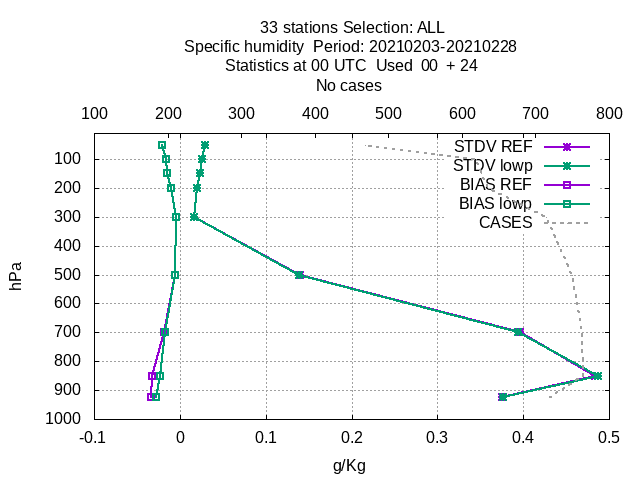 33 stations Selection: ALL
Specific humidity  Period: 20210203-20210228
Statistics at 00 UTC  Used  00  + 24
No cases
100 200 300 400 500 600 700 800
STDV REF
STDV lowp
BIAS REF
BIAS lowp
CASES
100
200
300
400
500
600
700
800
900
1000
hPa
-0.1 0 0.1 0.2 0.3 0.4 0.5
g/Kg